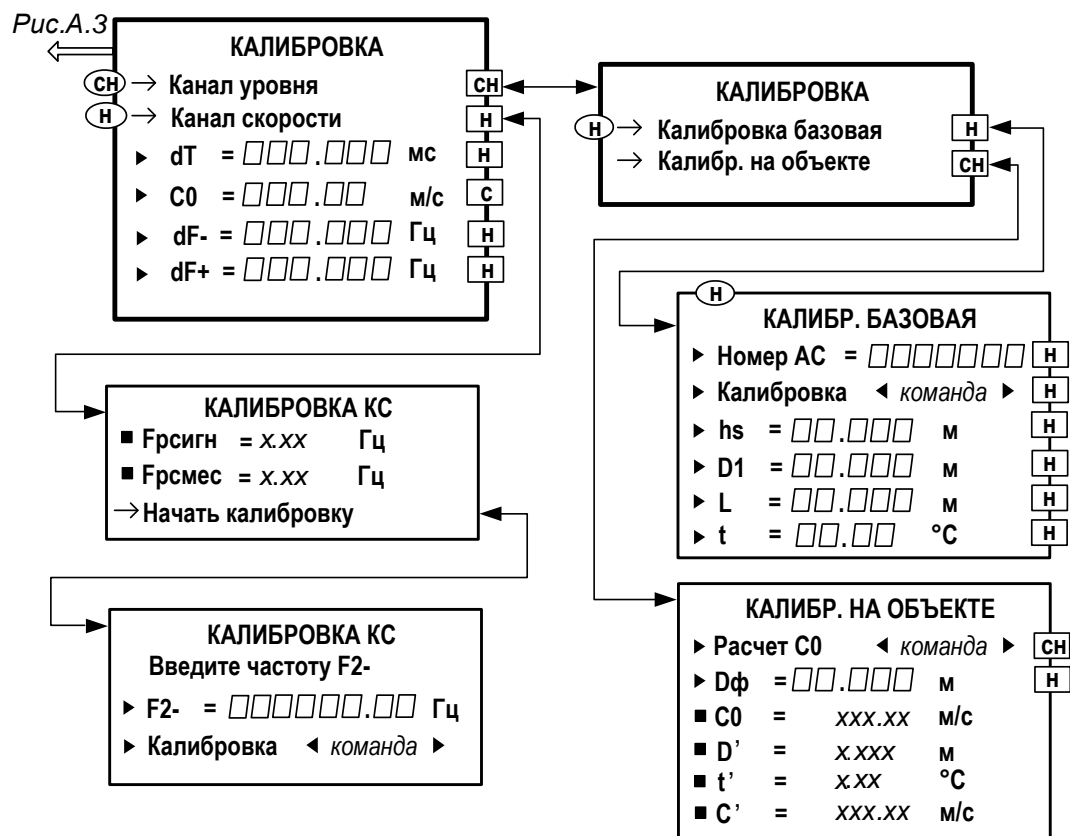 Рис.А.3
КАЛИБРОВКА
СН → Канал уровня СН
Н → Канал скорости Н
▶ dT = □□□.□□□ мс Н
▶ C0 = □□□.□□ м/с С
▶ dF- = □□□.□□□ Гц Н
▶ dF+ = □□□.□□□ Гц Н
КАЛИБРОВКА
Н → Калибровка базовая Н
→ Калибр. на объекте СН
Н
КАЛИБР. БАЗОВАЯ
▶ Номер АС = □□□□□□□ Н
▶ Калибровка ◀ команда ▶ Н
▶ hs = □□.□□□ м Н
▶ D1 = □□.□□□ м Н
▶ L = □□.□□□ м Н
▶ t = □□.□□ °C Н
КАЛИБРОВКА КС
■ Fрсигн = x.xx Гц
■ Fрсмес = x.xx Гц
→ Начать калибровку
КАЛИБРОВКА КС
Введите частоту F2-
▶ F2- = □□□□□□.□□ Гц
▶ Калибровка ◀ команда ▶
КАЛИБР. НА ОБЪЕКТЕ
▶ Расчет C0 ◀ команда ▶ СН
▶ Dф = □□.□□□ м Н
■ C0 = xxx.xx м/с
■ D’ = x.xxx м
■ t’ = x.xx °C
■ C’ = xxx.xx м/с